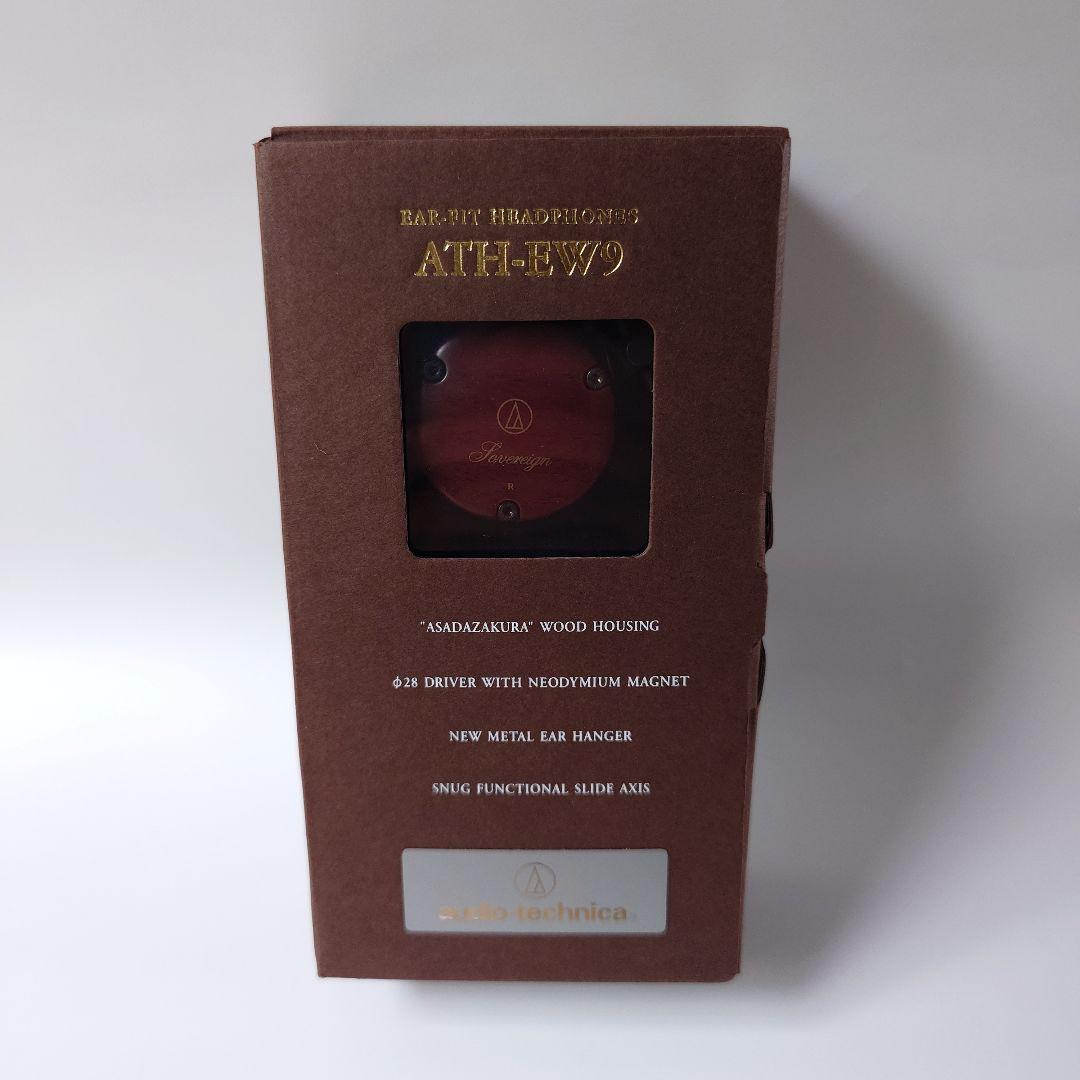 EAR-FIT HEADPHONES
ATH-EW9
Sovereign
R
"ASADAZAKURA" WOOD HOUSING
φ28 DRIVER WITH NEODYMIUM MAGNET
NEW METAL EAR HANGER
SNUG FUNCTIONAL SLIDE AXIS
audio-technica